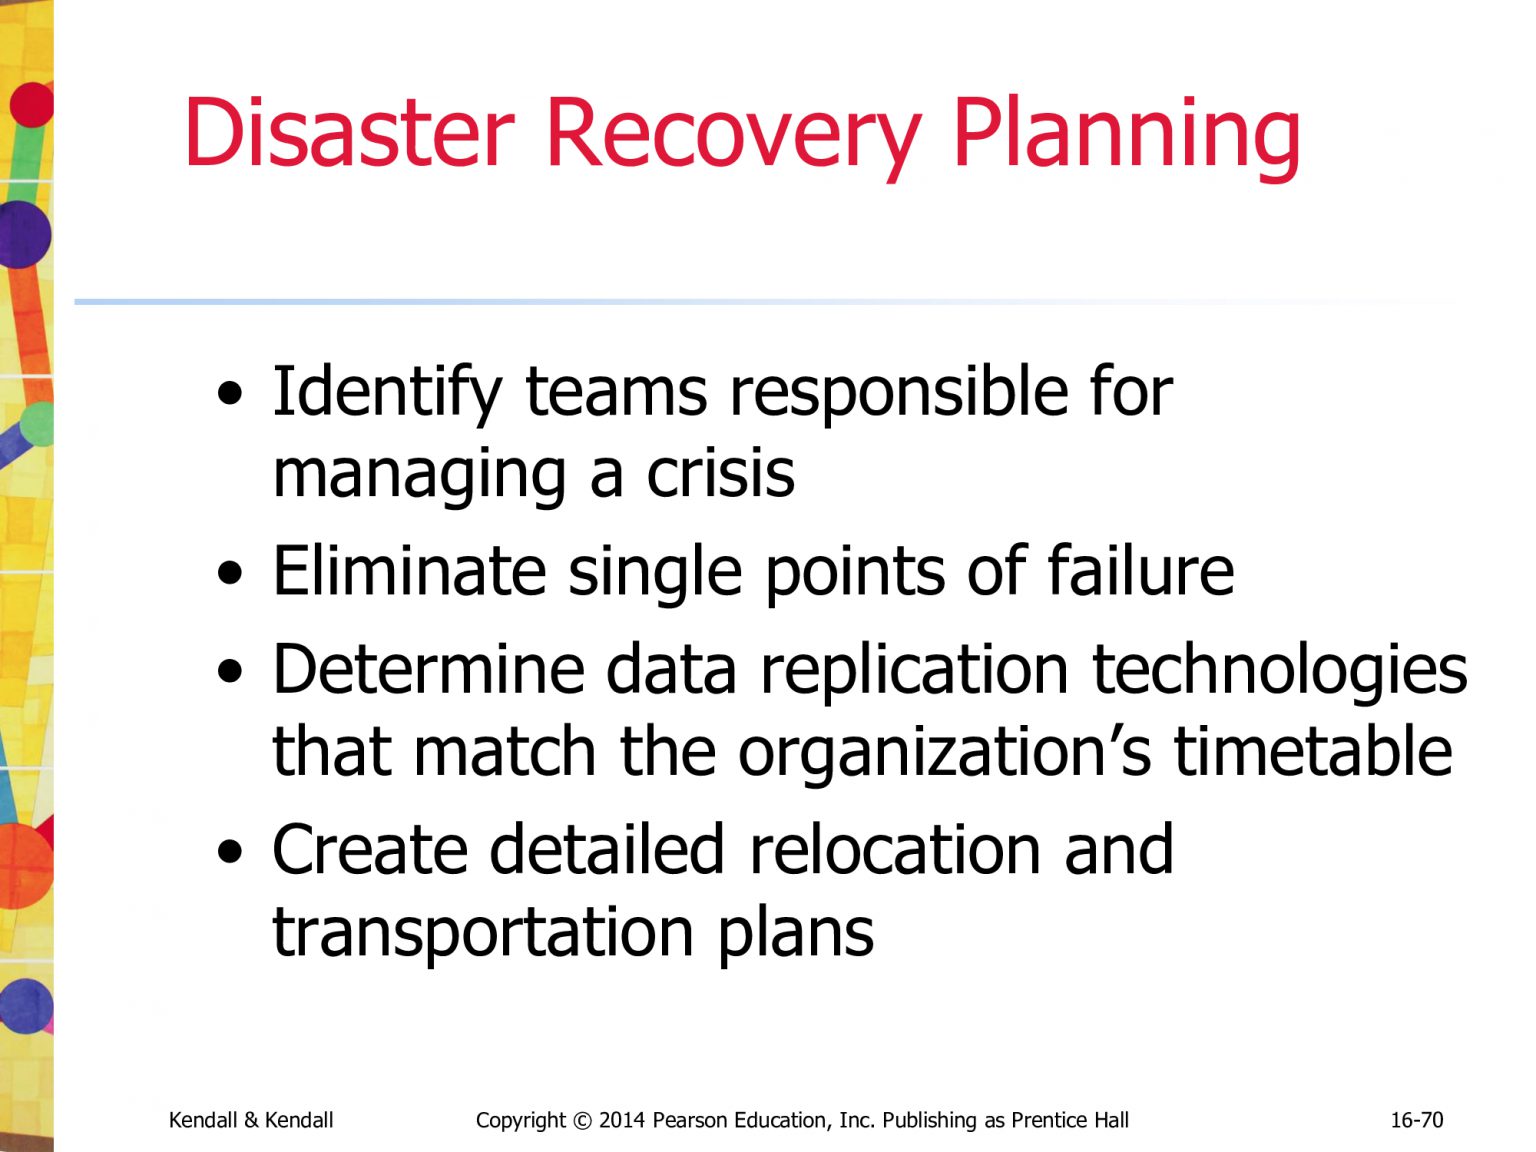 Disaster Recovery Planning
• Identify teams responsible for
managing a crisis
• Eliminate single points of failure
• Determine data replication technologies
that match the organization’s timetable
• Create detailed relocation and
transportation plans
Kendall & Kendall Copyright © 2014 Pearson Education, Inc. Publishing as Prentice Hall 16-70